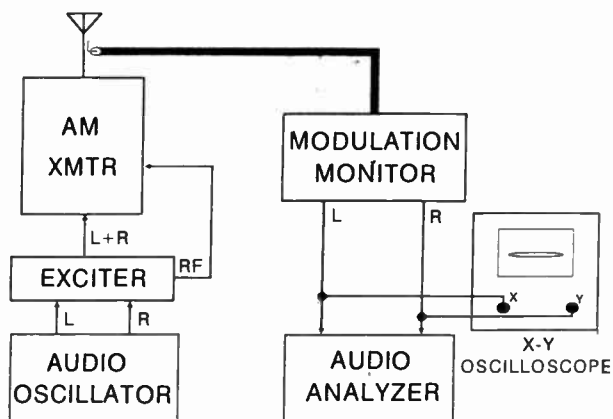 AM
XMTR
L+R
RF
EXCITER
L
R
AUDIO
OSCILLATOR
MODULATION
MONITOR
L
R
X
Y
X-Y
OSCILLOSCOPE
AUDIO
ANALYZER